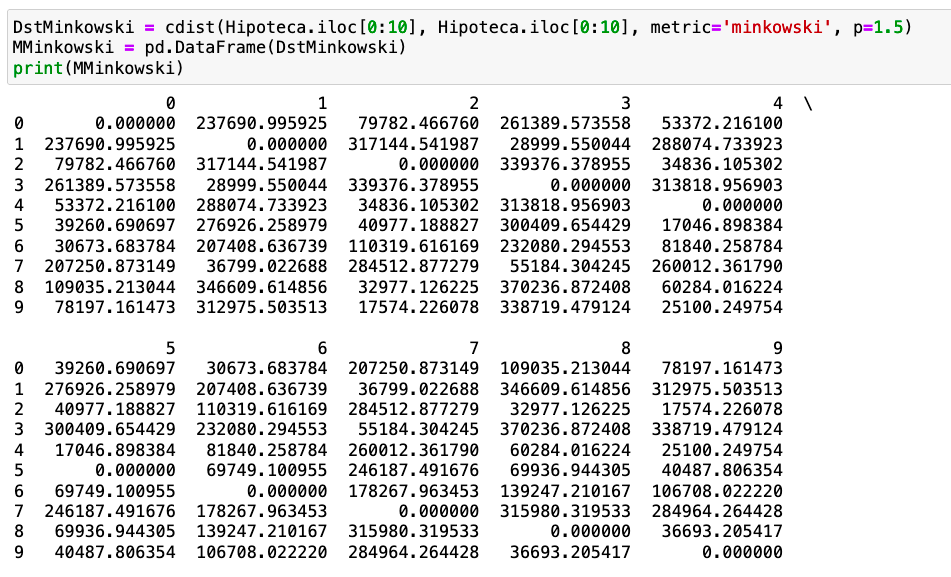 DstMinkowski = cdist(Hipoteca.iloc[0:10], Hipoteca.iloc[0:10], metric='minkowski', p=1.5)
MMinkowski = pd.DataFrame(DstMinkowski)
print(MMinkowski)
0 1 2 3 4 \
0 0.000000 237690.995925 79782.466760 261389.573558 53372.216100
1 237690.995925 0.000000 317144.541987 28999.550044 288074.733923
2 79782.466760 317144.541987 0.000000 339376.378955 34836.105302
3 261389.573558 28999.550044 339376.378955 0.000000 313818.956903
4 53372.216100 288074.733923 34836.105302 313818.956903 0.000000
5 39260.690697 276926.258979 40977.188827 300409.654429 17046.898384
6 30673.683784 207408.636739 110319.616169 232080.294553 81840.258784
7 207250.873149 36799.022688 284512.877279 55184.304245 260012.361790
8 109035.213044 346609.614856 32977.126225 370236.872408 60284.016224
9 78197.161473 312975.503513 17574.226078 338719.479124 25100.249754
5 6 7 8 9
0 39260.690697 30673.683784 207250.873149 109035.213044 78197.161473
1 276926.258979 207408.636739 36799.022688 346609.614856 312975.503513
2 40977.188827 110319.616169 284512.877279 32977.126225 17574.226078
3 300409.654429 232080.294553 55184.304245 370236.872408 338719.479124
4 17046.898384 81840.258784 260012.361790 60284.016224 25100.249754
5 0.000000 69749.100955 246187.491676 69936.944305 40487.806354
6 69749.100955 0.000000 178267.963453 139247.210167 106708.022220
7 246187.491676 178267.963453 0.000000 315980.319533 284964.264428
8 69936.944305 139247.210167 315980.319533 0.000000 36693.205417
9 40487.806354 106708.022220 284964.264428 36693.205417 0.000000